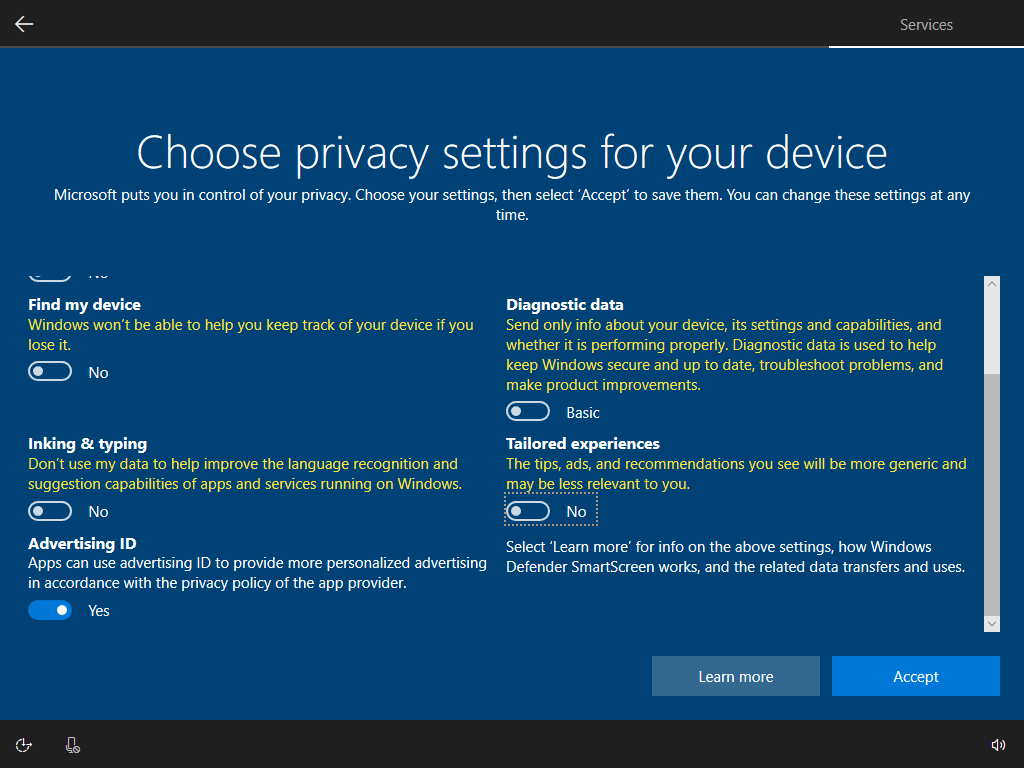 Services
Choose privacy settings for your device
Microsoft puts you in control of your privacy. Choose your settings, then select ‘Accept’ to save them. You can change these settings at any
time.
Find my device
Windows won’t be able to help you keep track of your device if you
lose it.
No
Diagnostic data
Send only info about your device, its settings and capabilities, and
whether it is performing properly. Diagnostic data is used to help
keep Windows secure and up to date, troubleshoot problems, and
make product improvements.
Basic
Inking & typing
Don’t use my data to help improve the language recognition and
suggestion capabilities of apps and services running on Windows.
No
Tailored experiences
The tips, ads, and recommendations you see will be more generic and
may be less relevant to you.
No
Advertising ID
Apps can use advertising ID to provide more personalized advertising
in accordance with the privacy policy of the app provider.
Yes
Select ‘Learn more’ for info on the above settings, how Windows
Defender SmartScreen works, and the related data transfers and uses.
Learn more
Accept